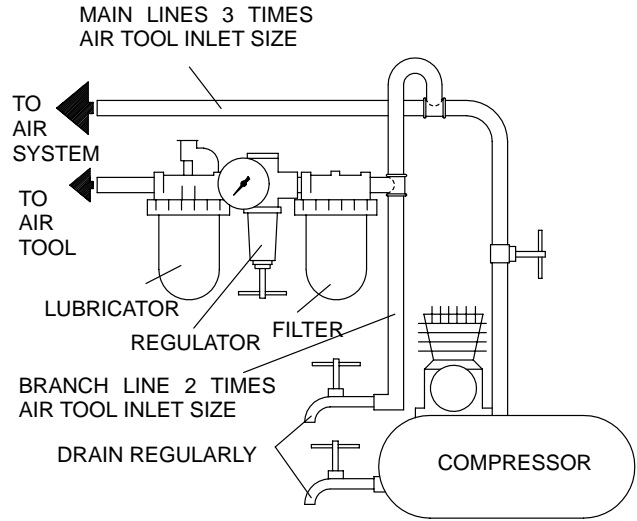 MAIN LINES 3 TIMES
AIR TOOL INLET SIZE
TO
AIR
SYSTEM
TO
AIR
TOOL
LUBRICATOR
REGULATOR
FILTER
BRANCH LINE 2 TIMES
AIR TOOL INLET SIZE
DRAIN REGULARLY
COMPRESSOR